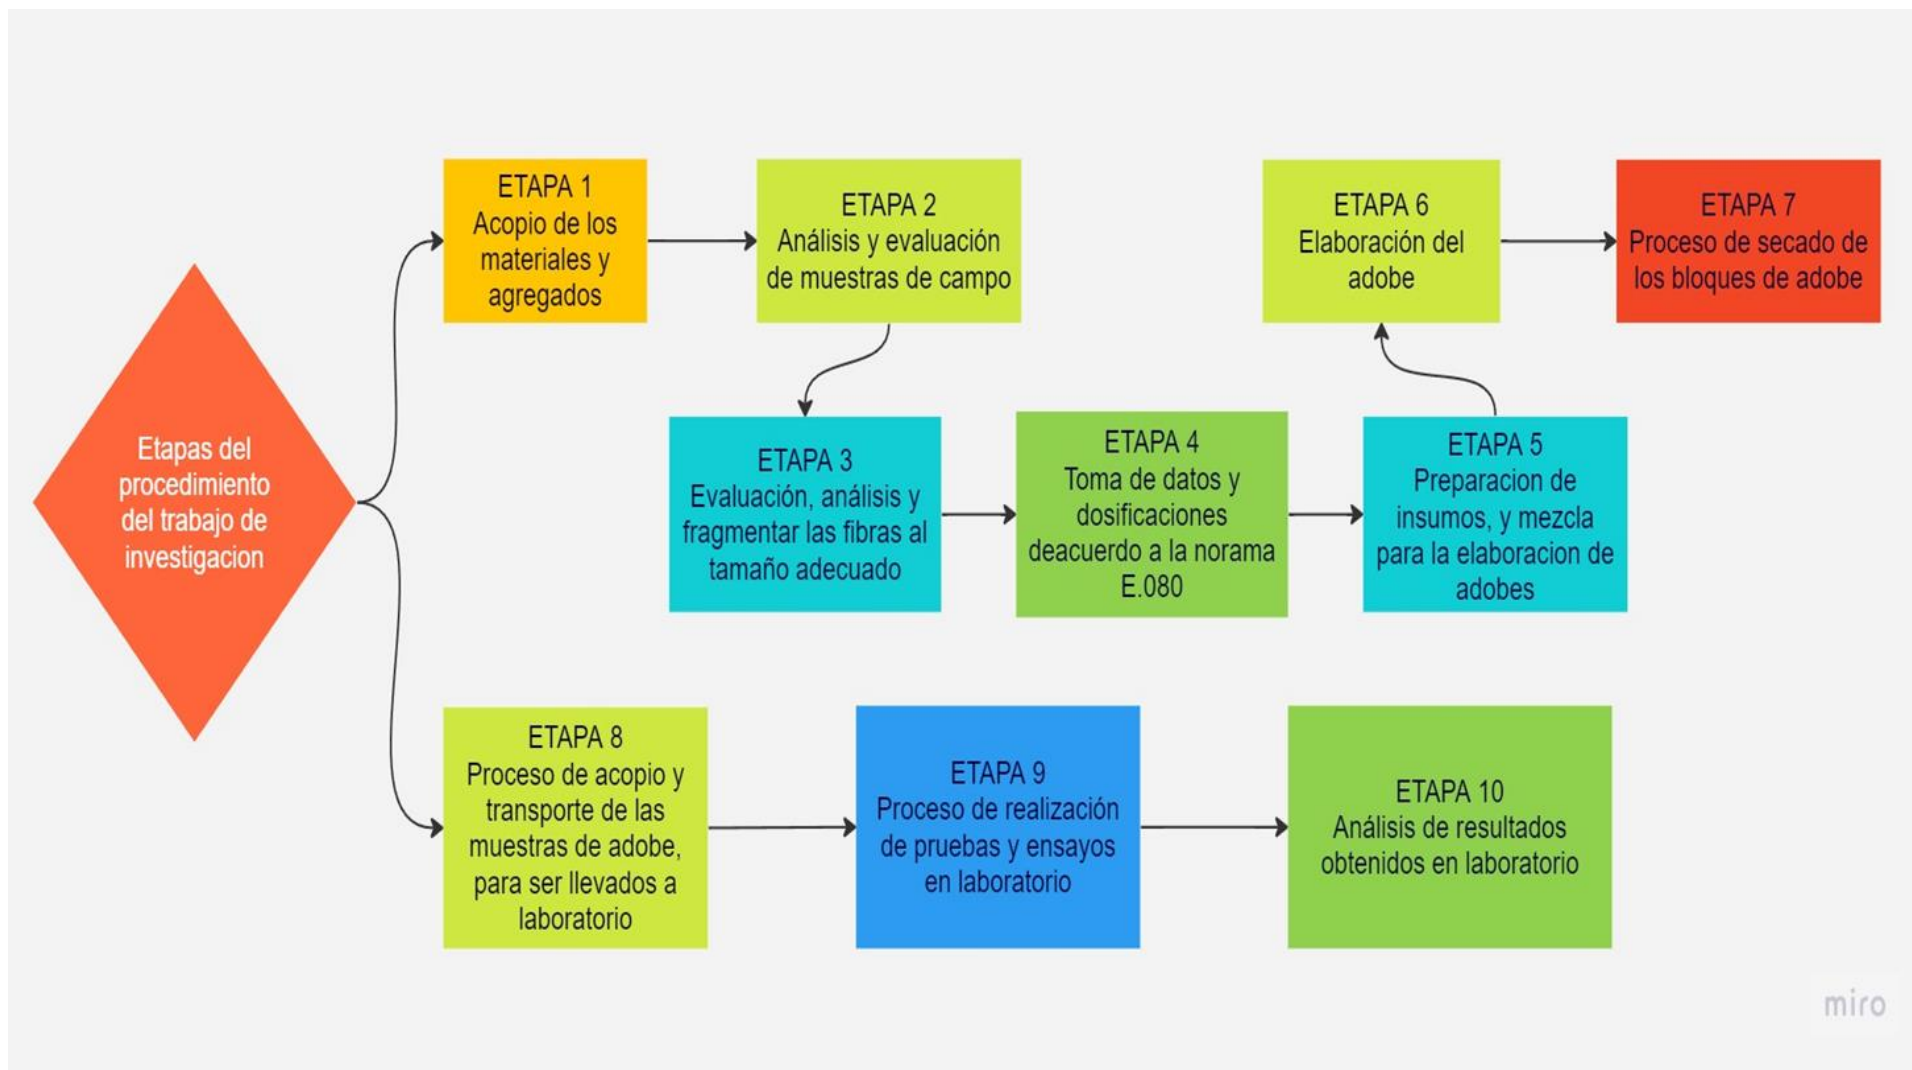 Etapas del
procedimiento
del trabajo de
investigacion
ETAPA 1
Acopio de los
materiales y
agregados
ETAPA 2
Análisis y evaluación
de muestras de campo
ETAPA 3
Evaluación, análisis y
fragmentar las fibras al
tamaño adecuado
ETAPA 4
Toma de datos y
dosificaciones
deacuerdo a la norama
E.080
ETAPA 5
Preparacion de
insumos, y mezcla
para la elaboracion de
adobes
ETAPA 6
Elaboración del
adobe
ETAPA 7
Proceso de secado de
los bloques de adobe
ETAPA 8
Proceso de acopio y
transporte de las
muestras de adobe,
para ser llevados a
laboratorio
ETAPA 9
Proceso de realización
de pruebas y ensayos
en laboratorio
ETAPA 10
Análisis de resultados
obtenidos en laboratorio
miro